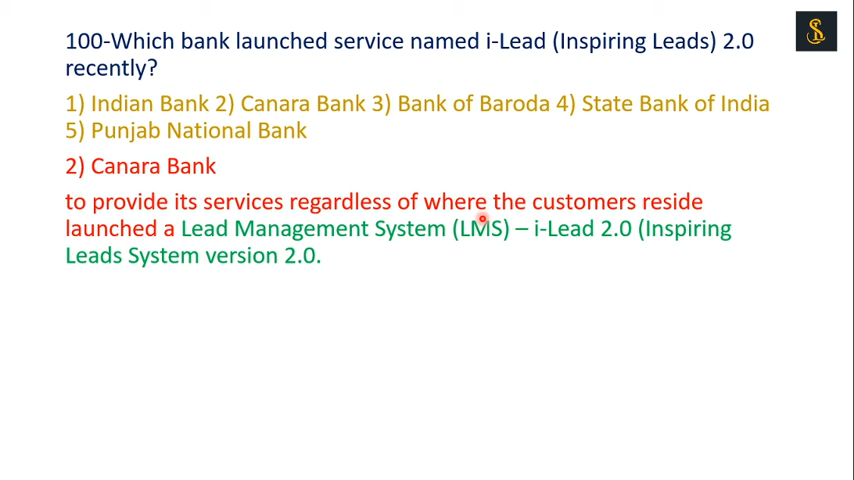 100-Which bank launched service named i-Lead (Inspiring Leads) 2.0
recently?
1) Indian Bank 2) Canara Bank 3) Bank of Baroda 4) State Bank of India
5) Punjab National Bank
2) Canara Bank
to provide its services regardless of where the customers reside
launched a Lead Management System (LMS) – i-Lead 2.0 (Inspiring
Leads System version 2.0.